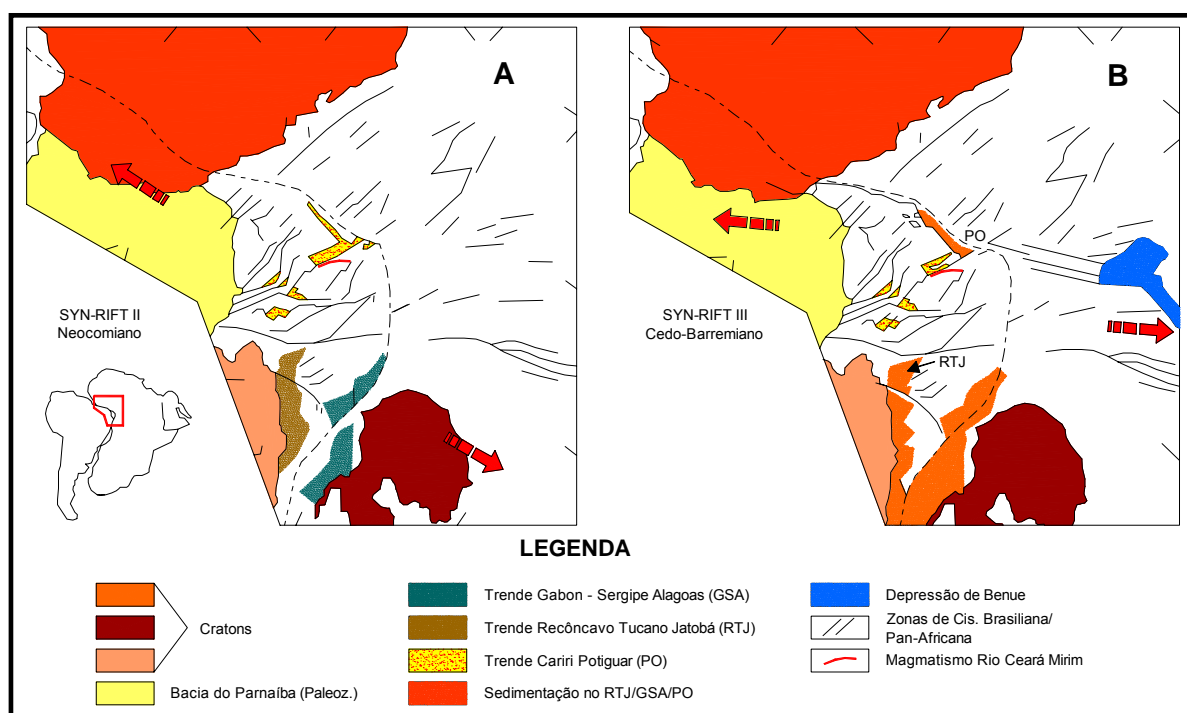 A
SYN-RIFT II
Neocomiano
B
PO
SYN-RIFT III
Cedo-Barremiano
RTJ
LEGENDA
Cratons
Bacia do Parnaíba (Paleoz.)
Trende Gabon - Sergipe Alagoas (GSA)
Trende Recôncavo Tucano Jatobá (RTJ)
Trende Cariri Potiguar (PO)
Sedimentação no RTJ/GSA/PO
Depressão de Benue
Zonas de Cis. Brasiliana/
Pan-Africana
Magmatismo Rio Ceará Mirim